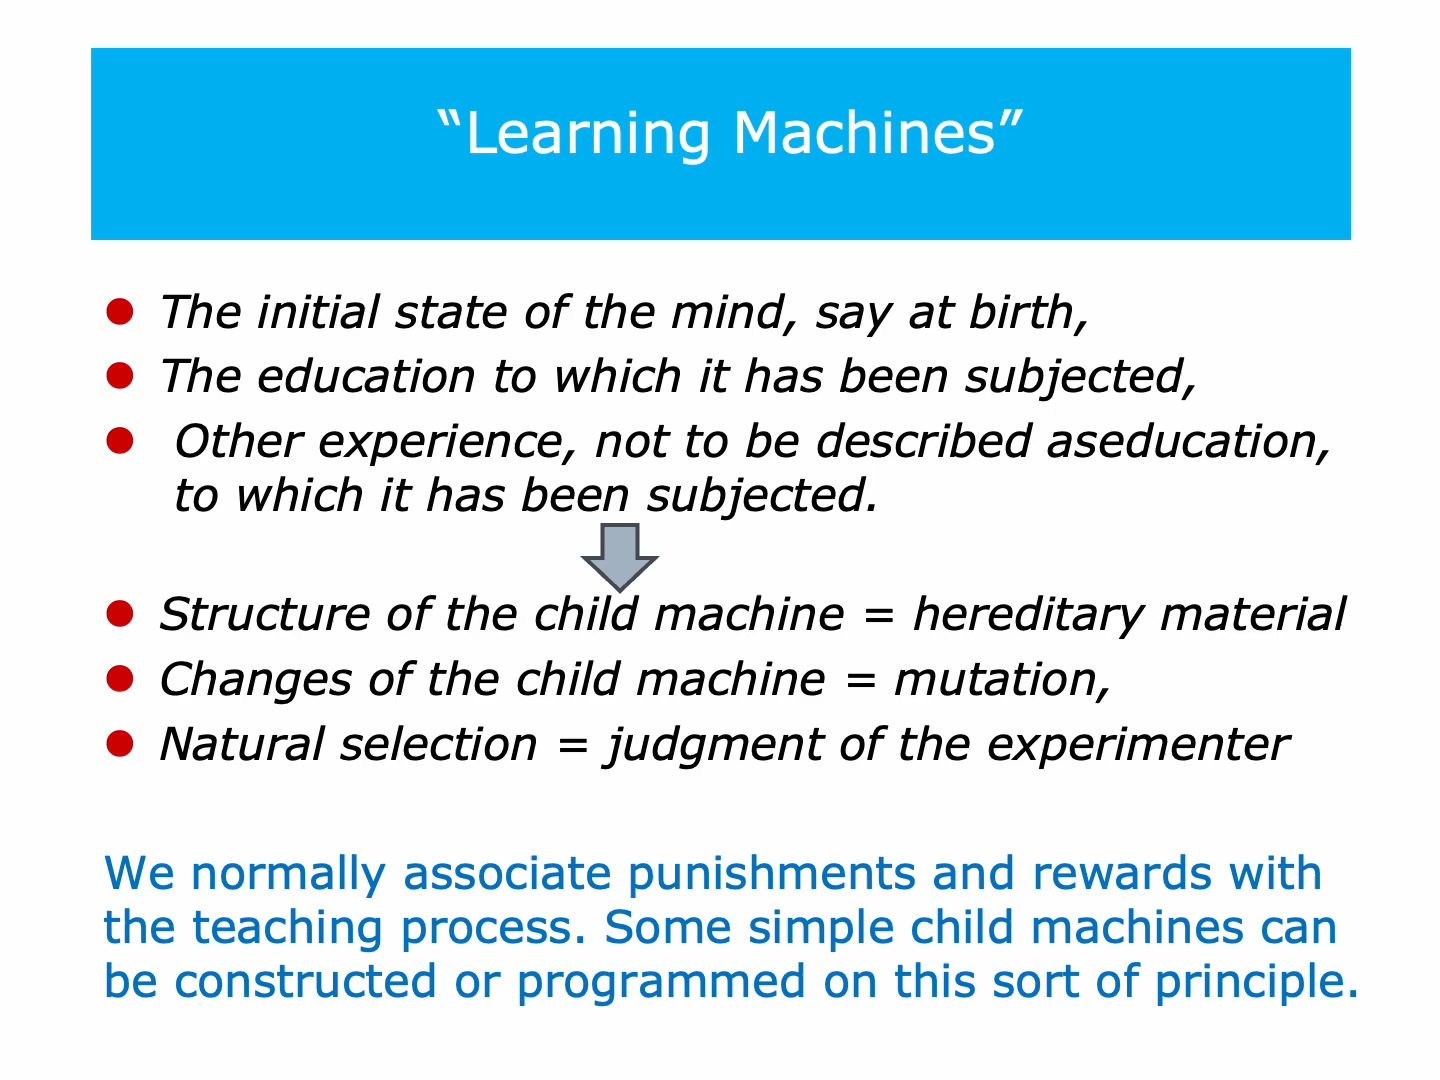 “Learning Machines”
The initial state of the mind, say at birth,
The education to which it has been subjected,
Other experience, not to be described aseducation,
to which it has been subjected.
Structure of the child machine = hereditary material
Changes of the child machine = mutation,
Natural selection = judgment of the experimenter
We normally associate punishments and rewards with
the teaching process. Some simple child machines can
be constructed or programmed on this sort of principle.